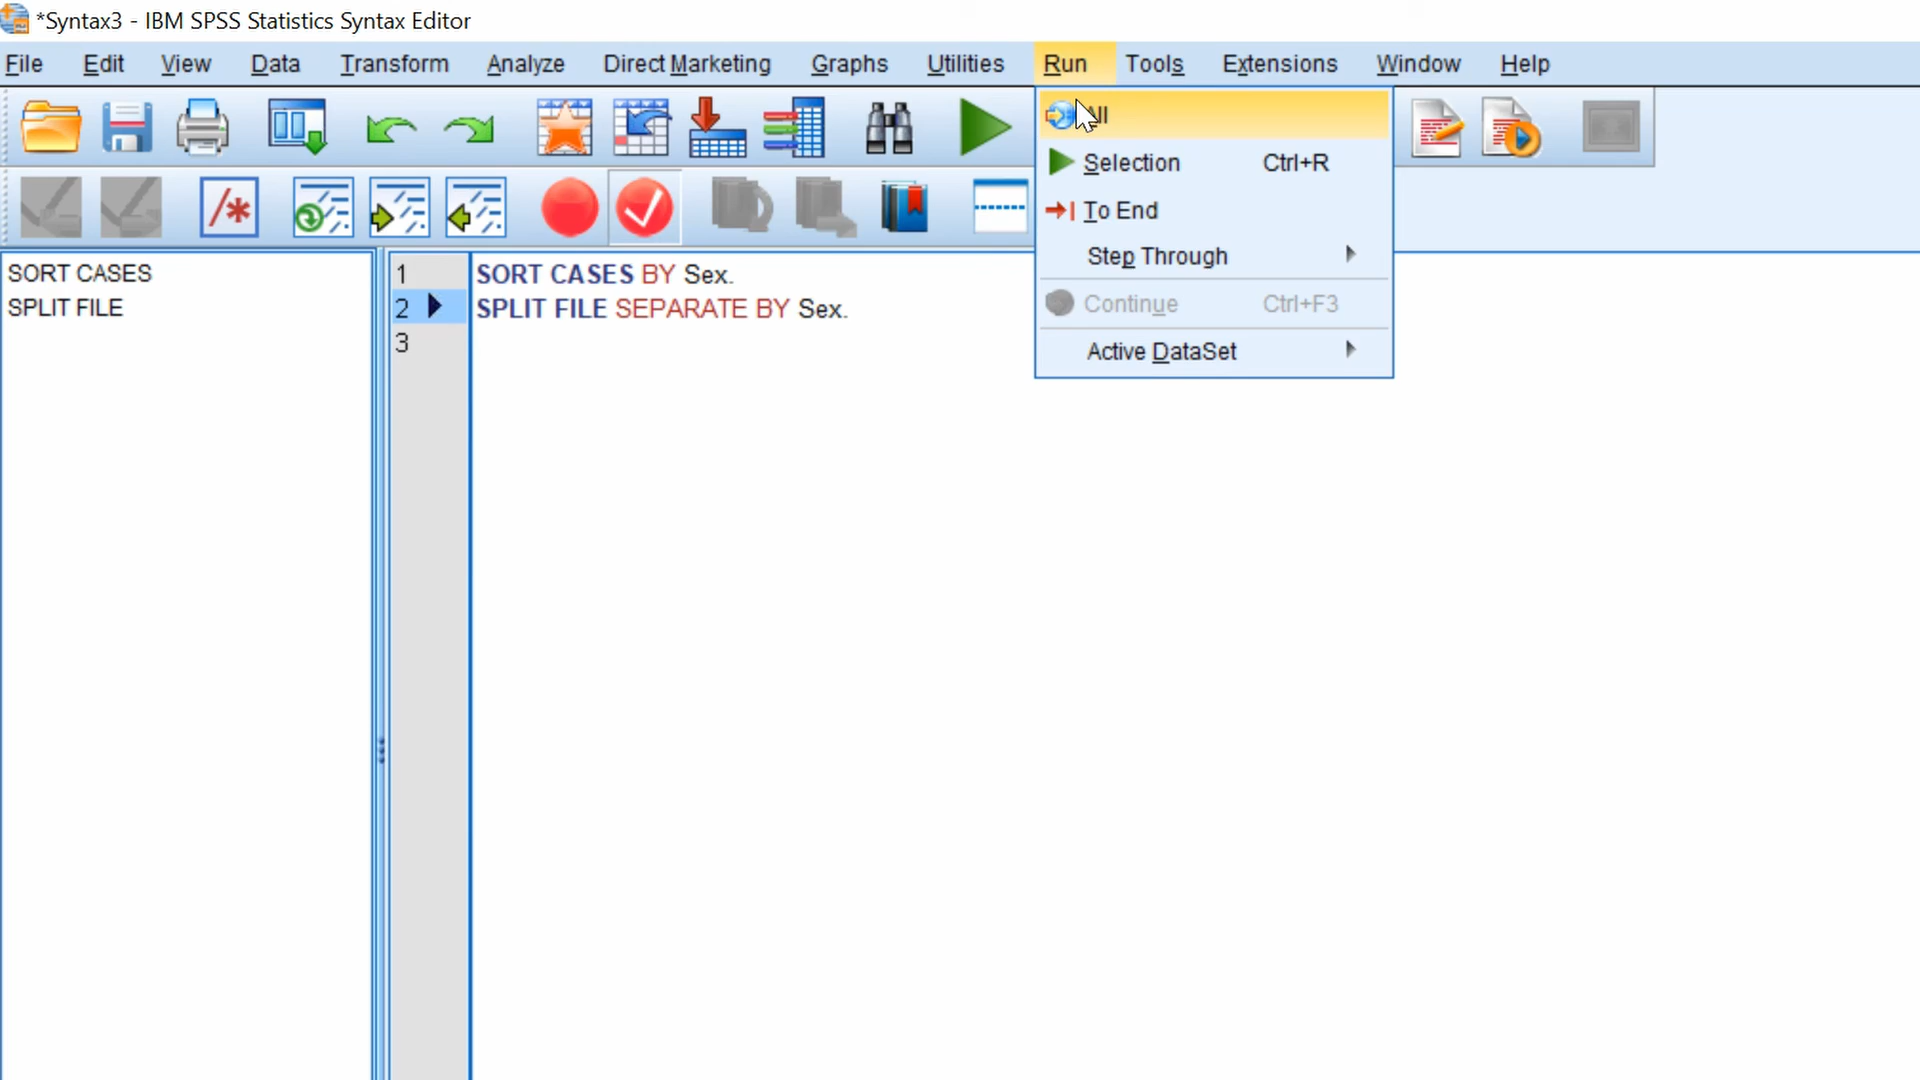 *Syntax3 - IBM SPSS Statistics Syntax Editor
File Edit View Data Transform Analyze Direct Marketing Graphs Utilities Run Tools Extensions Window Help
Selection Ctrl+R
To End
Step Through
Continue Ctrl+F3
Active DataSet
SORT CASES
SPLIT FILE
1 SORT CASES BY Sex.
2 SPLIT FILE SEPARATE BY Sex.
3